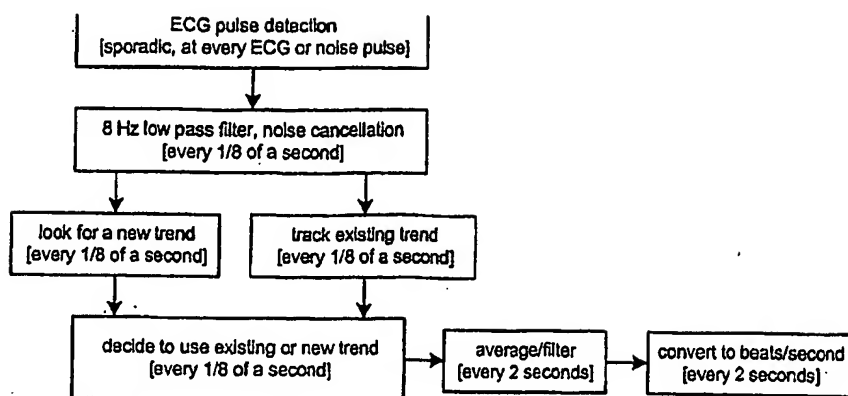 ECG pulse detection
[sporadic, at every ECG or noise pulse]
8 Hz low pass filter, noise cancellation
[every 1/8 of a second]
look for a new trend
[every 1/8 of a second]
track existing trend
[every 1/8 of a second]
decide to use existing or new trend
[every 1/8 of a second]
average/filter
[every 2 seconds]
convert to beats/second
[every 2 seconds]